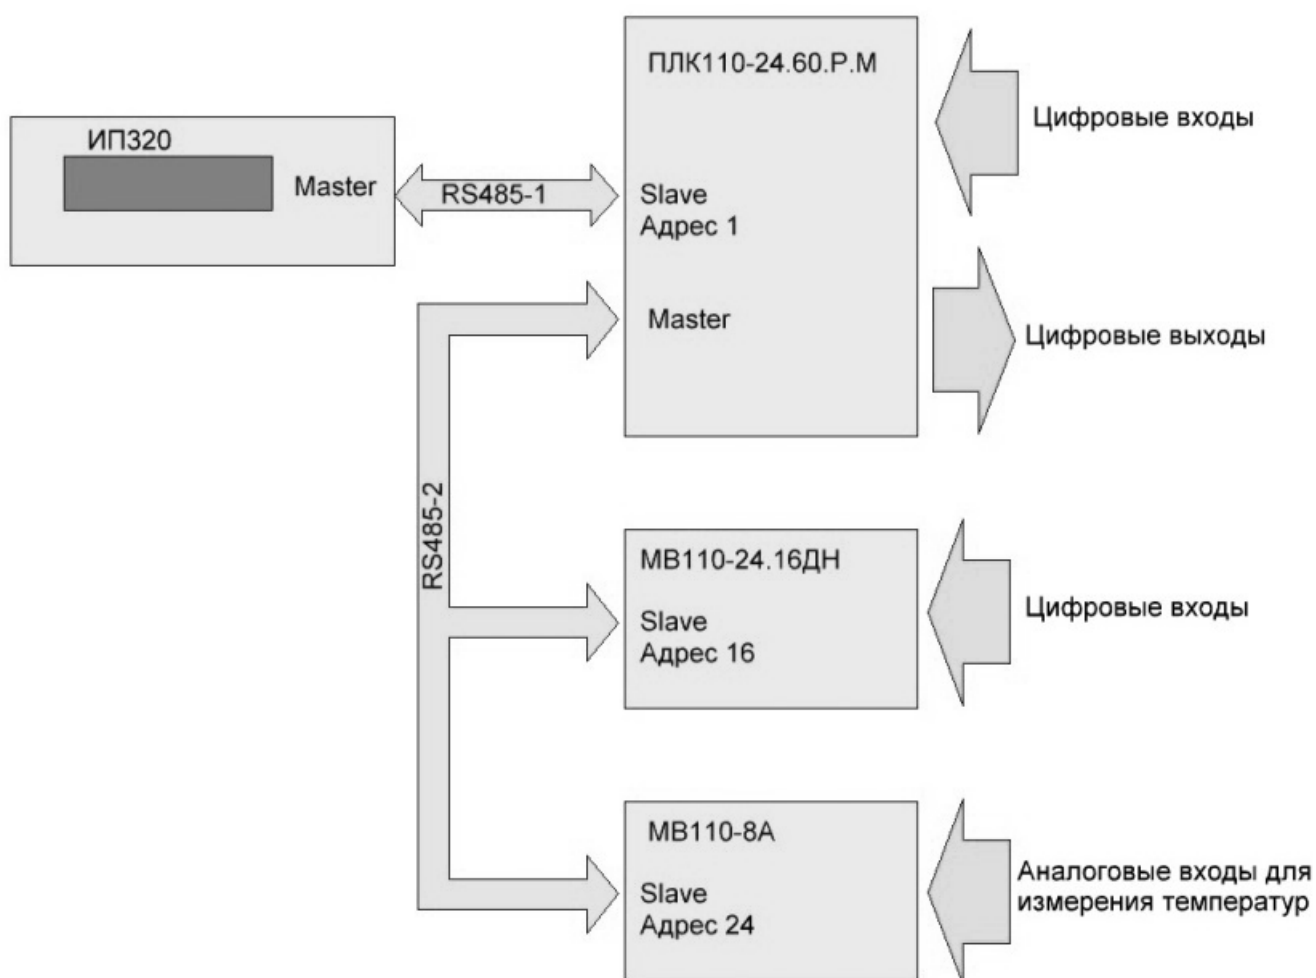 ПЛК110-24.60.Р.М
Цифровые входы
ИП320
Master
RS485-1
Slave
Адрес 1
Master
Цифровые выходы
RS485-2
МВ110-24.16ДН
Slave
Адрес 16
Цифровые входы
МВ110-8А
Slave
Адрес 24
Аналоговые входы для
измерения температур